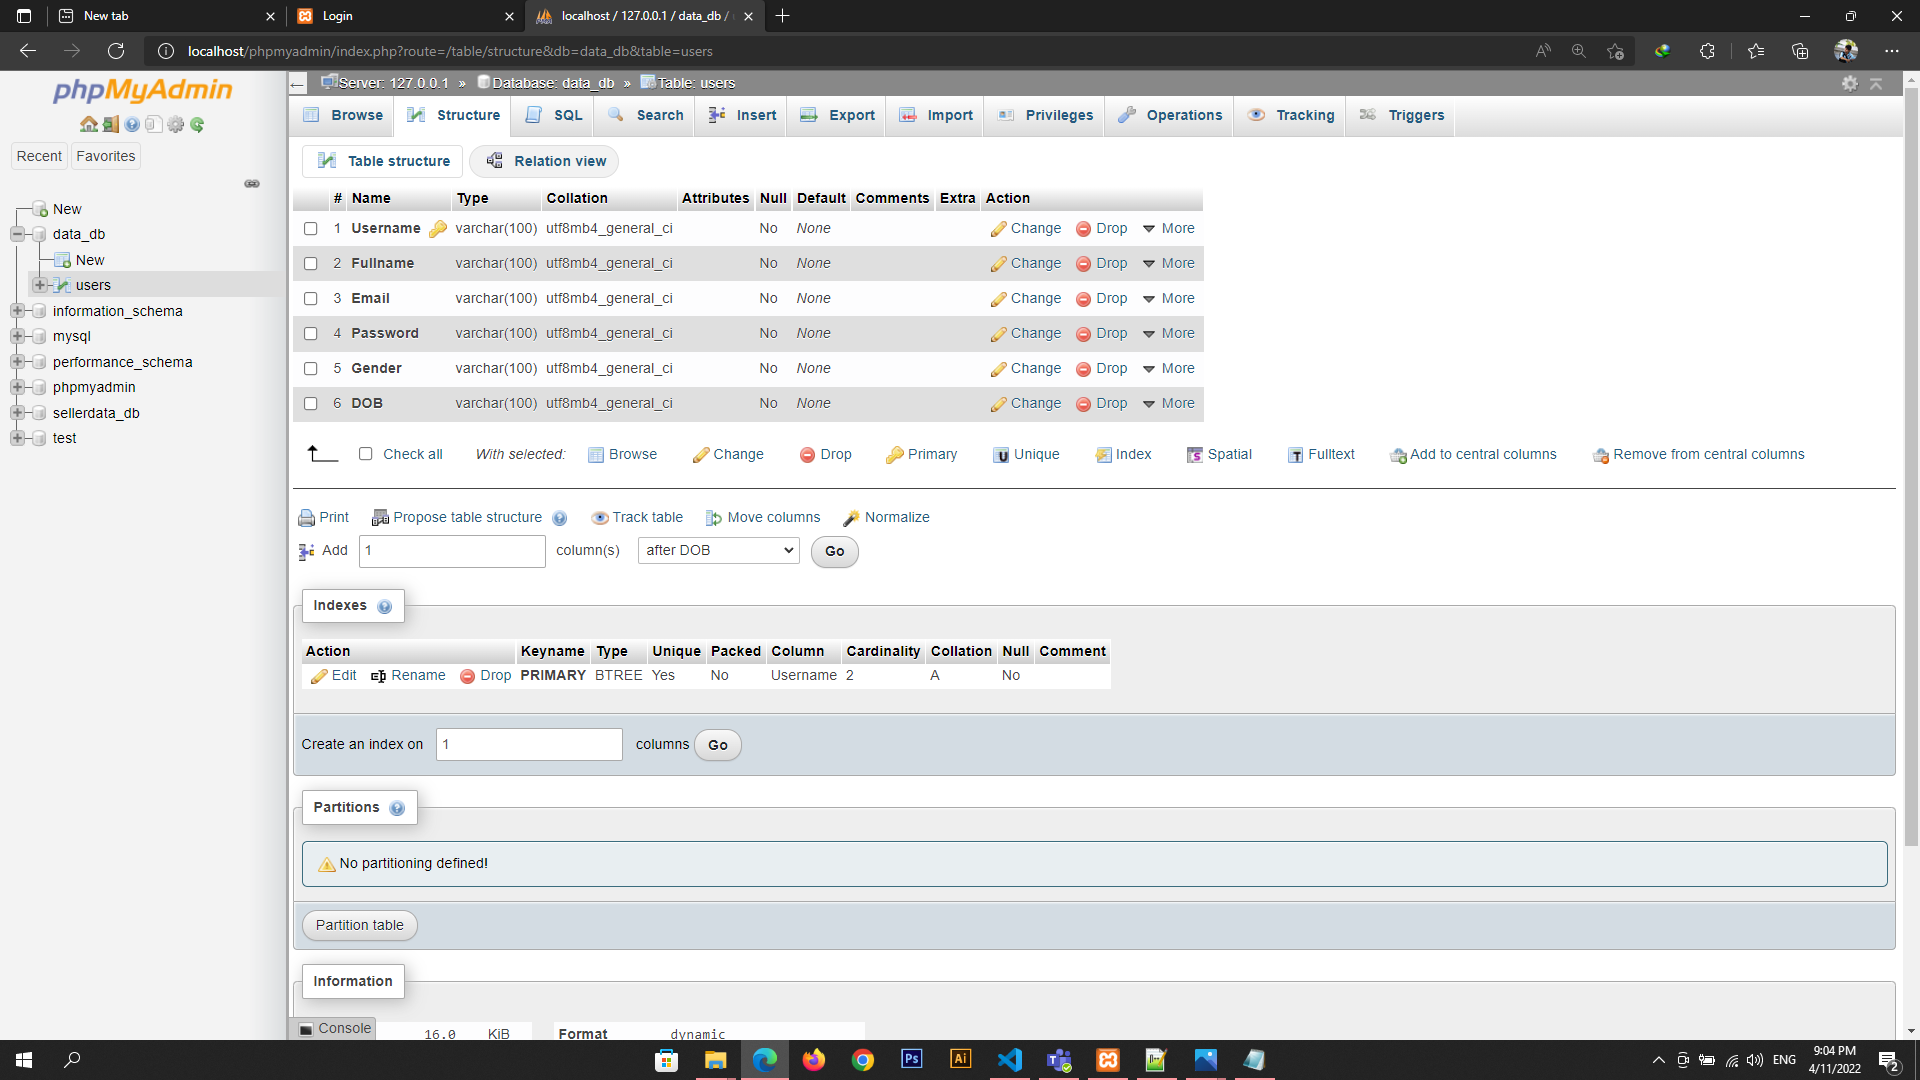 New tab
Login
localhost / 127.0.0.1 / data_db /
localhost/phpmyadmin/index.php?route=/table/structure&db=data_db&table=users
phpMyAdmin
Recent Favorites
New
data_db
New
users
information_schema
mysql
performance_schema
phpmyadmin
sellerdata_db
test
Server: 127.0.0.1 » Database: data_db » Table: users
Browse Structure SQL Search Insert Export Import Privileges Operations Tracking Triggers
Table structure Relation view
# Name Type Collation Attributes Null Default Comments Extra Action
1 Username varchar(100) utf8mb4_general_ci No None Change Drop More
2 Fullname varchar(100) utf8mb4_general_ci No None Change Drop More
3 Email varchar(100) utf8mb4_general_ci No None Change Drop More
4 Password varchar(100) utf8mb4_general_ci No None Change Drop More
5 Gender varchar(100) utf8mb4_general_ci No None Change Drop More
6 DOB varchar(100) utf8mb4_general_ci No None Change Drop More
Check all With selected: Browse Change Drop Primary Unique Index Spatial Fulltext Add to central columns Remove from central columns
Print Propose table structure Track table Move columns Normalize
Add 1 column(s) after DOB Go
Indexes
Action Keyname Type Unique Packed Column Cardinality Collation Null Comment
Edit Rename Drop PRIMARY BTREE Yes No Username 2 A No
Create an index on 1 columns Go
Partitions
No partitioning defined!
Partition table
Information
Console 16.0 KiB Format dynamic
Ps Ai
ENG
9:04 PM
4/11/2022
2